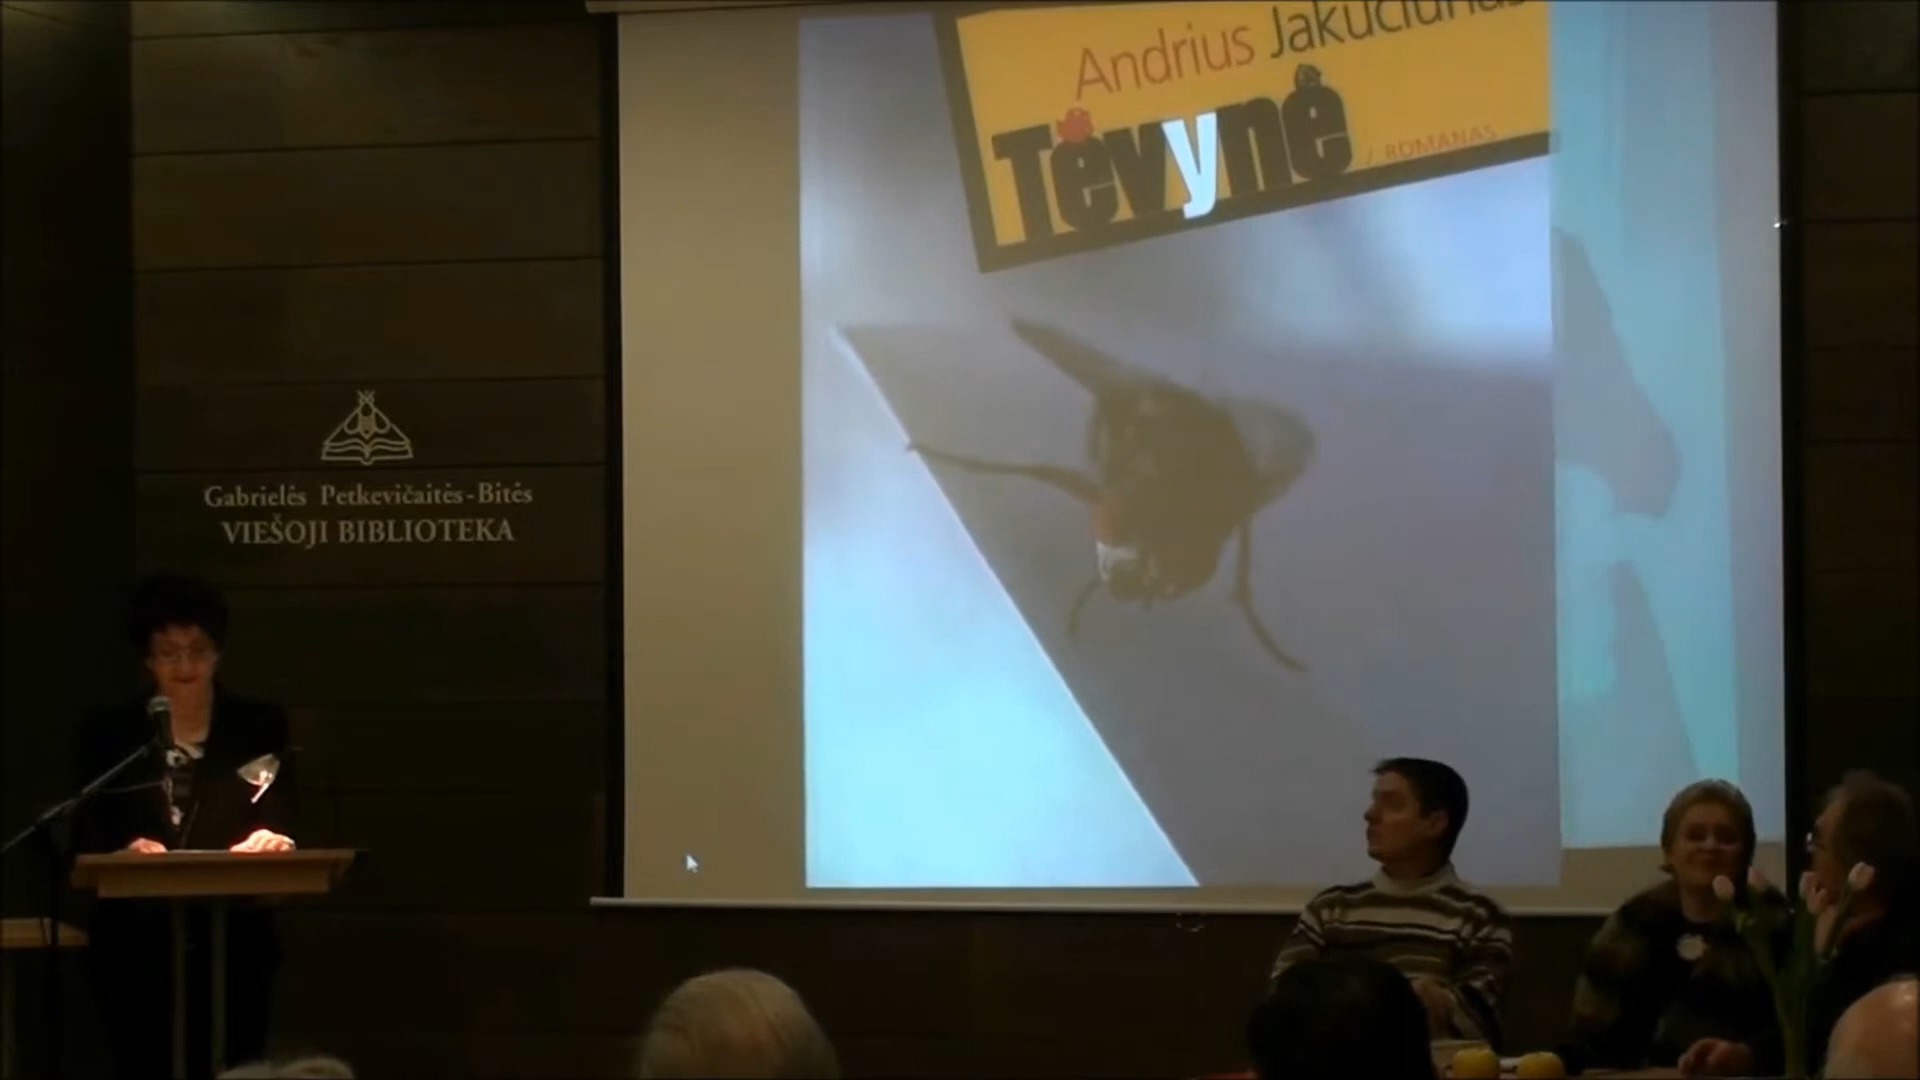 Andrius Jakučiūnas
Tėvynė / ROMANAS
Gabrielės Petkevičaitės-Bitės
VIEŠOJI BIBLIOTEKA